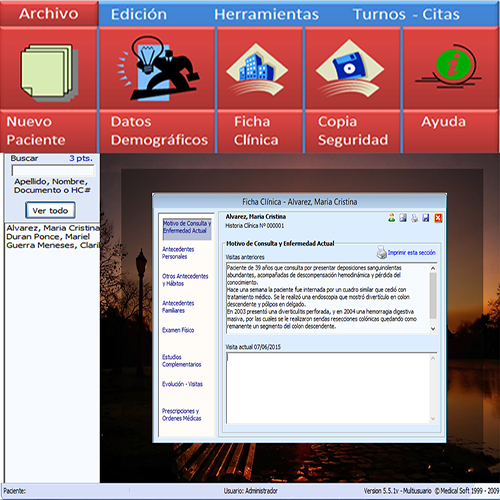 Archivo Edición Herramientas Turnos - Citas
Nuevo Paciente
Datos Demográficos
Ficha Clínica
Copia Seguridad
Ayuda
Buscar 3 pts.
Apellido, Nombre,
Documento o HC#
Ver todo
Alvarez, Maria Cristina
Duran Ponce, Mariel
Guerra Meneses, Claril
Ficha Clínica - Alvarez, Maria Cristina
Motivo de Consulta y
Enfermedad Actual
Antecedentes
Personales
Otros Antecedentes
y Hábitos
Antecedentes
Familiares
Examen Físico
Estudios
Complementarios
Evolución - Visitas
Prescripciones y
Ordenes Médicas
Alvarez, Maria Cristina
Historia Clínica Nº 000001
Motivo de Consulta y Enfermedad Actual
Imprimir esta sección
Visitas anteriores
Paciente de 39 años que consulta por presentar deposiciones sanguinolentas
abundantes, acompañadas de descompensación hemodinámica y pérdida del
conocimiento.
Hace una semana la paciente fue internada por un cuadro similar que cedió con
tratamiento médico. Se le realizó una endoscopia que mostró divertículo en colon
descendente y pólipos en delgado.
En 2003 presentó una diverticulitis perforada, y en 2004 una hemorragia digestiva
masiva, por las cuales se le realizaron sendas resecciones colónicas quedando como
remanente un segmento del colon descendente.
Visita actual 07/06/2015
Paciente: Usuario: Administrador Version 5.5.1v - Multiusuario © Medical Soft 1999 - 2009